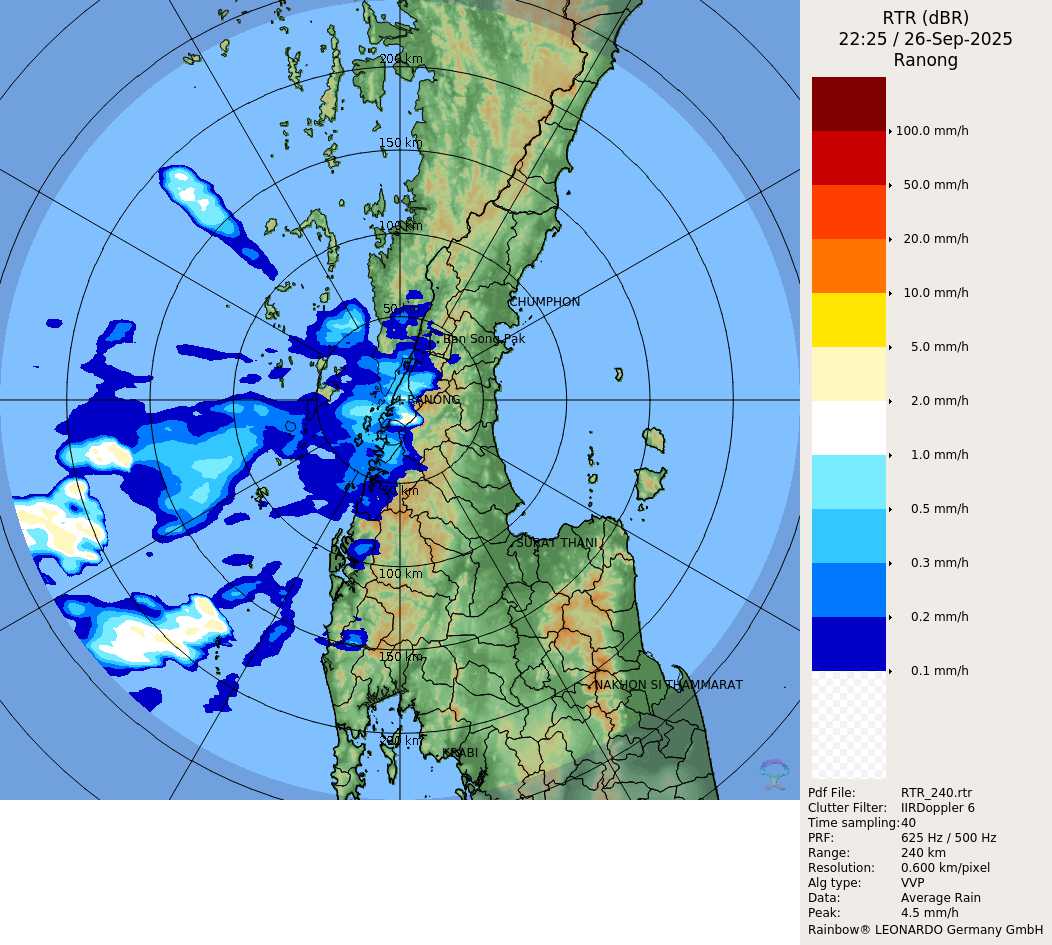 RTR (dBR)
22:25 / 26-Sep-2025
Ranong
200 km
150 km
100 km
50 km
CHUMPHON
Ban Song Pak
RANONG
100.0 mm/h
50.0 mm/h
20.0 mm/h
10.0 mm/h
5.0 mm/h
2.0 mm/h
1.0 mm/h
0.5 mm/h
0.3 mm/h
0.2 mm/h
0.1 mm/h
km
SURAT THANI
100 km
150 km
NAKHON SI THAMMARAT
200 km
KRABI
Pdf File: RTR_240.rtr
Clutter Filter: IIRDoppler 6
Time sampling:40
PRF: 625 Hz / 500 Hz
Range: 240 km
Resolution: 0.600 km/pixel
Alg type: VVP
Data: Average Rain
Peak: 4.5 mm/h
Rainbow® LEONARDO Germany GmbH